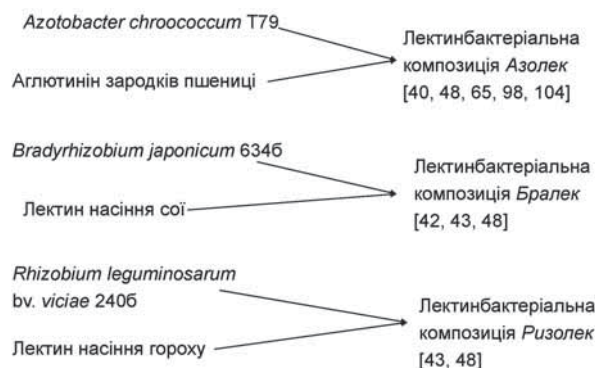 Azotobacter chroococcum T79
Аглютинін зародків пшениці
Лектинбактеріальна
композиція Азолек
[40, 48, 65, 98, 104]
Bradyrhizobium japonicum 634б
Лектин насіння сої
Лектинбактеріальна
композиція Бралек
[42, 43, 48]
Rhizobium leguminosarum
bv. viciae 240б
Лектин насіння гороху
Лектинбактеріальна
композиція Ризолек
[43, 48]